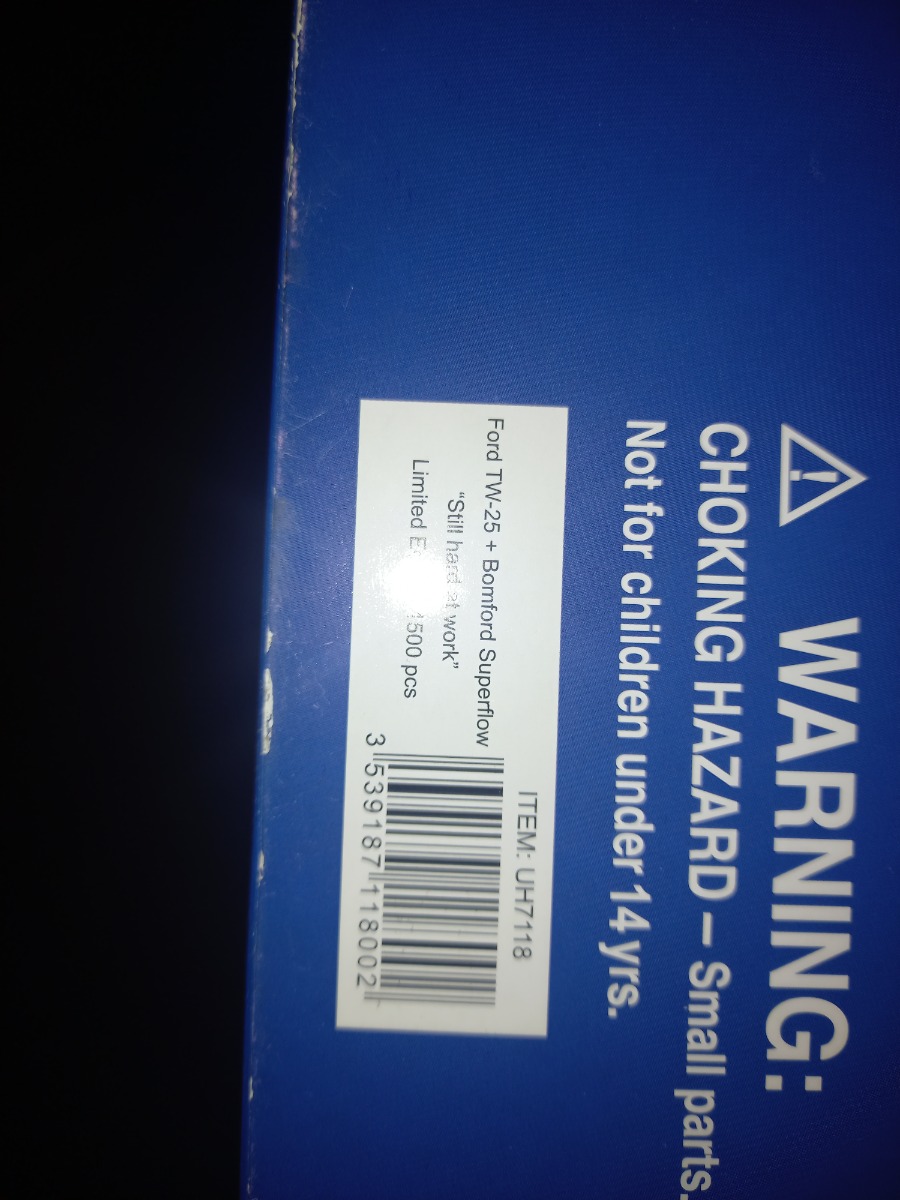 WARNING:
CHOKING HAZARD – Small parts.
Not for children under 14 yrs.
ITEM: UH7118
Ford TW-25 + Bomford Superflow
“Still hard at work”
Limited 1500 pcs
3 539187 118002